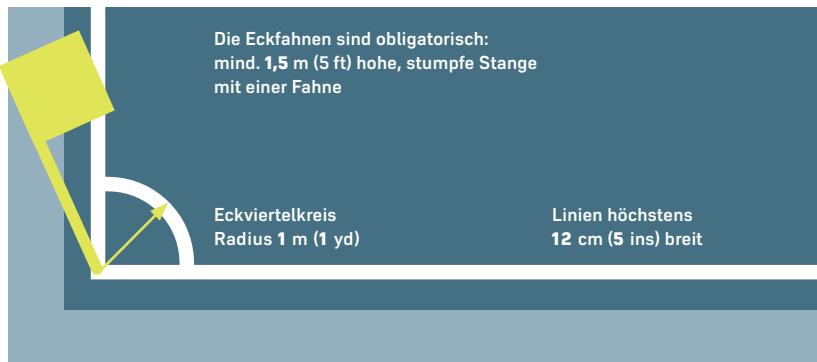 Die Eckfahnen sind obligatorisch:
mind. 1,5 m (5 ft) hohe, stumpfe Stange
mit einer Fahne
Eckviertelkreis
Radius 1 m (1 yd)
Linien höchstens
12 cm (5 ins) breit